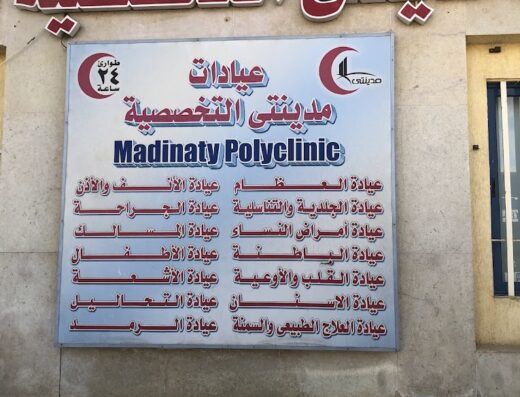 طوارئ
٢٤
ساعة
مدينتى
عيادات
مدينتى التخصصية
Madinaty Polyclinic
عيادة العظام
عيادة الجلدية والتناسلية
عيادة أمراض النساء
عيادة الباطنة
عيادة القلب والأوعية
عيادة الاسنان
عيادة العلاج الطبيعى والسمنة
عيادة الأنف والأذن
عيادة الجراحة
عيادة المسالك
عيادة الأطفال
عيادة الأشعة
عيادة التحاليل
عيادة الرمد